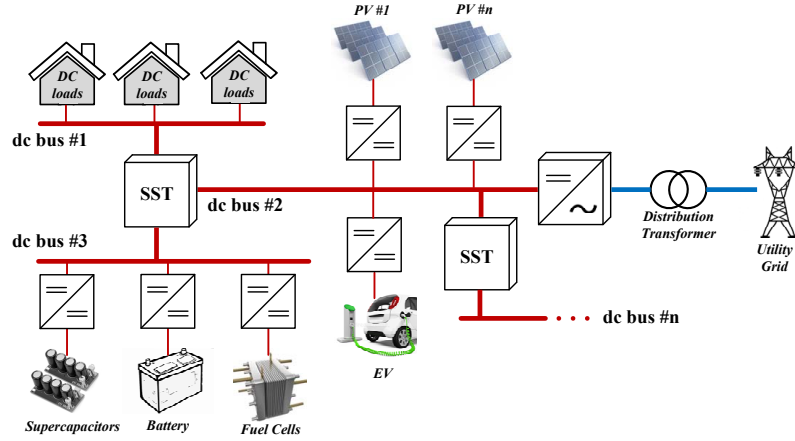 PV #1
PV #n
DC
loads
DC
loads
DC
loads
dc bus #1
SST
dc bus #2
Distribution
Transformer
Utility
Grid
dc bus #3
SST
dc bus #n
EV
Supercapacitors
Battery
Fuel Cells